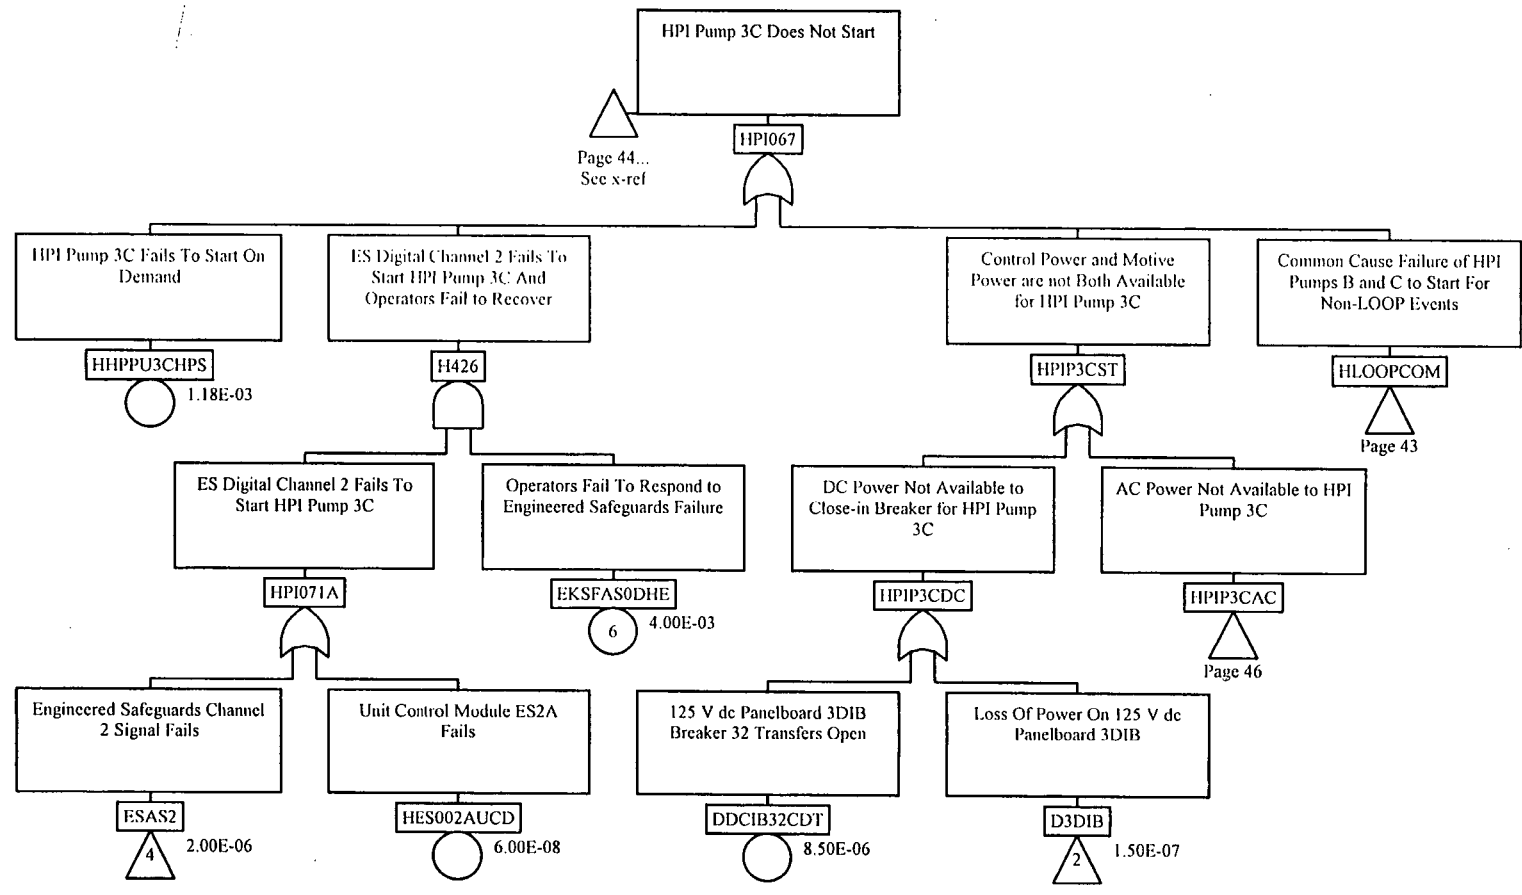 HPI Pump 3C Does Not Start
HPI067
Page 44...
See x-ref
HPI Pump 3C Fails To Start On
Demand
HHPPU3CHPS
1.18E-03
ES Digital Channel 2 Fails To
Start HPI Pump 3C And
Operators Fail to Recover
H426
Control Power and Motive
Power are not Both Available
for HPI Pump 3C
HPIP3CST
Common Cause Failure of HPI
Pumps B and C to Start For
Non-LOOP Events
HLOOPCOM
Page 43
ES Digital Channel 2 Fails To
Start HPI Pump 3C
HPI071A
Operators Fail To Respond to
Engineered Safeguards Failure
EKSFAS0DHE
6
4.00E-03
DC Power Not Available to
Close-in Breaker for HPI Pump
3C
HPIP3CDC
AC Power Not Available to HPI
Pump 3C
HPIP3CAC
Page 46
Engineered Safeguards Channel
2 Signal Fails
ESAS2
4
2.00E-06
Unit Control Module ES2A
Fails
HES002AUCD
6.00E-08
125 V dc Panelboard 3DIB
Breaker 32 Transfers Open
DDCIB32CDT
8.50E-06
Loss Of Power On 125 V dc
Panelboard 3DIB
D3DIB
2
1.50E-07